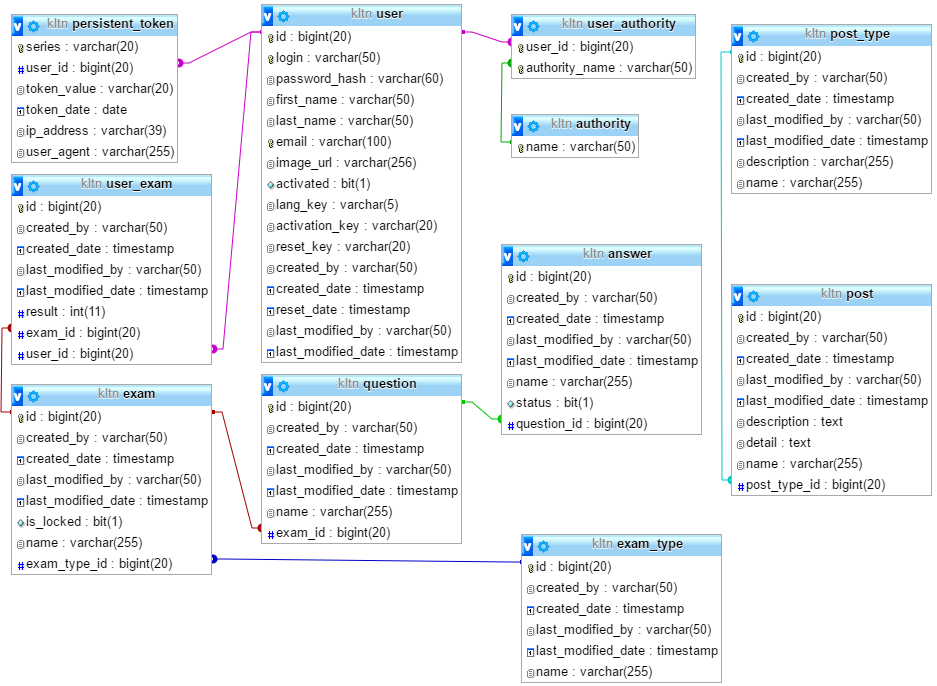 v kltn persistent_token
series : varchar(20)
user_id : bigint(20)
token_value : varchar(20)
token_date : date
ip_address : varchar(39)
user_agent : varchar(255)
v kltn user_exam
id : bigint(20)
created_by : varchar(50)
created_date : timestamp
last_modified_by : varchar(50)
last_modified_date : timestamp
result : int(11)
exam_id : bigint(20)
user_id : bigint(20)
v kltn exam
id : bigint(20)
created_by : varchar(50)
created_date : timestamp
last_modified_by : varchar(50)
last_modified_date : timestamp
is_locked : bit(1)
name : varchar(255)
exam_type_id : bigint(20)
v kltn user
id : bigint(20)
login : varchar(50)
password_hash : varchar(60)
first_name : varchar(50)
last_name : varchar(50)
email : varchar(100)
image_url : varchar(256)
activated : bit(1)
lang_key : varchar(5)
activation_key : varchar(20)
reset_key : varchar(20)
created_by : varchar(50)
created_date : timestamp
reset_date : timestamp
last_modified_by : varchar(50)
last_modified_date : timestamp
v kltn question
id : bigint(20)
created_by : varchar(50)
created_date : timestamp
last_modified_by : varchar(50)
last_modified_date : timestamp
name : varchar(255)
exam_id : bigint(20)
v kltn user_authority
user_id : bigint(20)
authority_name : varchar(50)
v kltn authority
name : varchar(50)
v kltn answer
id : bigint(20)
created_by : varchar(50)
created_date : timestamp
last_modified_by : varchar(50)
last_modified_date : timestamp
name : varchar(255)
status : bit(1)
question_id : bigint(20)
v kltn exam_type
id : bigint(20)
created_by : varchar(50)
created_date : timestamp
last_modified_by : varchar(50)
last_modified_date : timestamp
name : varchar(255)
v kltn post_type
id : bigint(20)
created_by : varchar(50)
created_date : timestamp
last_modified_by : varchar(50)
last_modified_date : timestamp
description : varchar(255)
name : varchar(255)
v kltn post
id : bigint(20)
created_by : varchar(50)
created_date : timestamp
last_modified_by : varchar(50)
last_modified_date : timestamp
description : text
detail : text
name : varchar(255)
post_type_id : bigint(20)